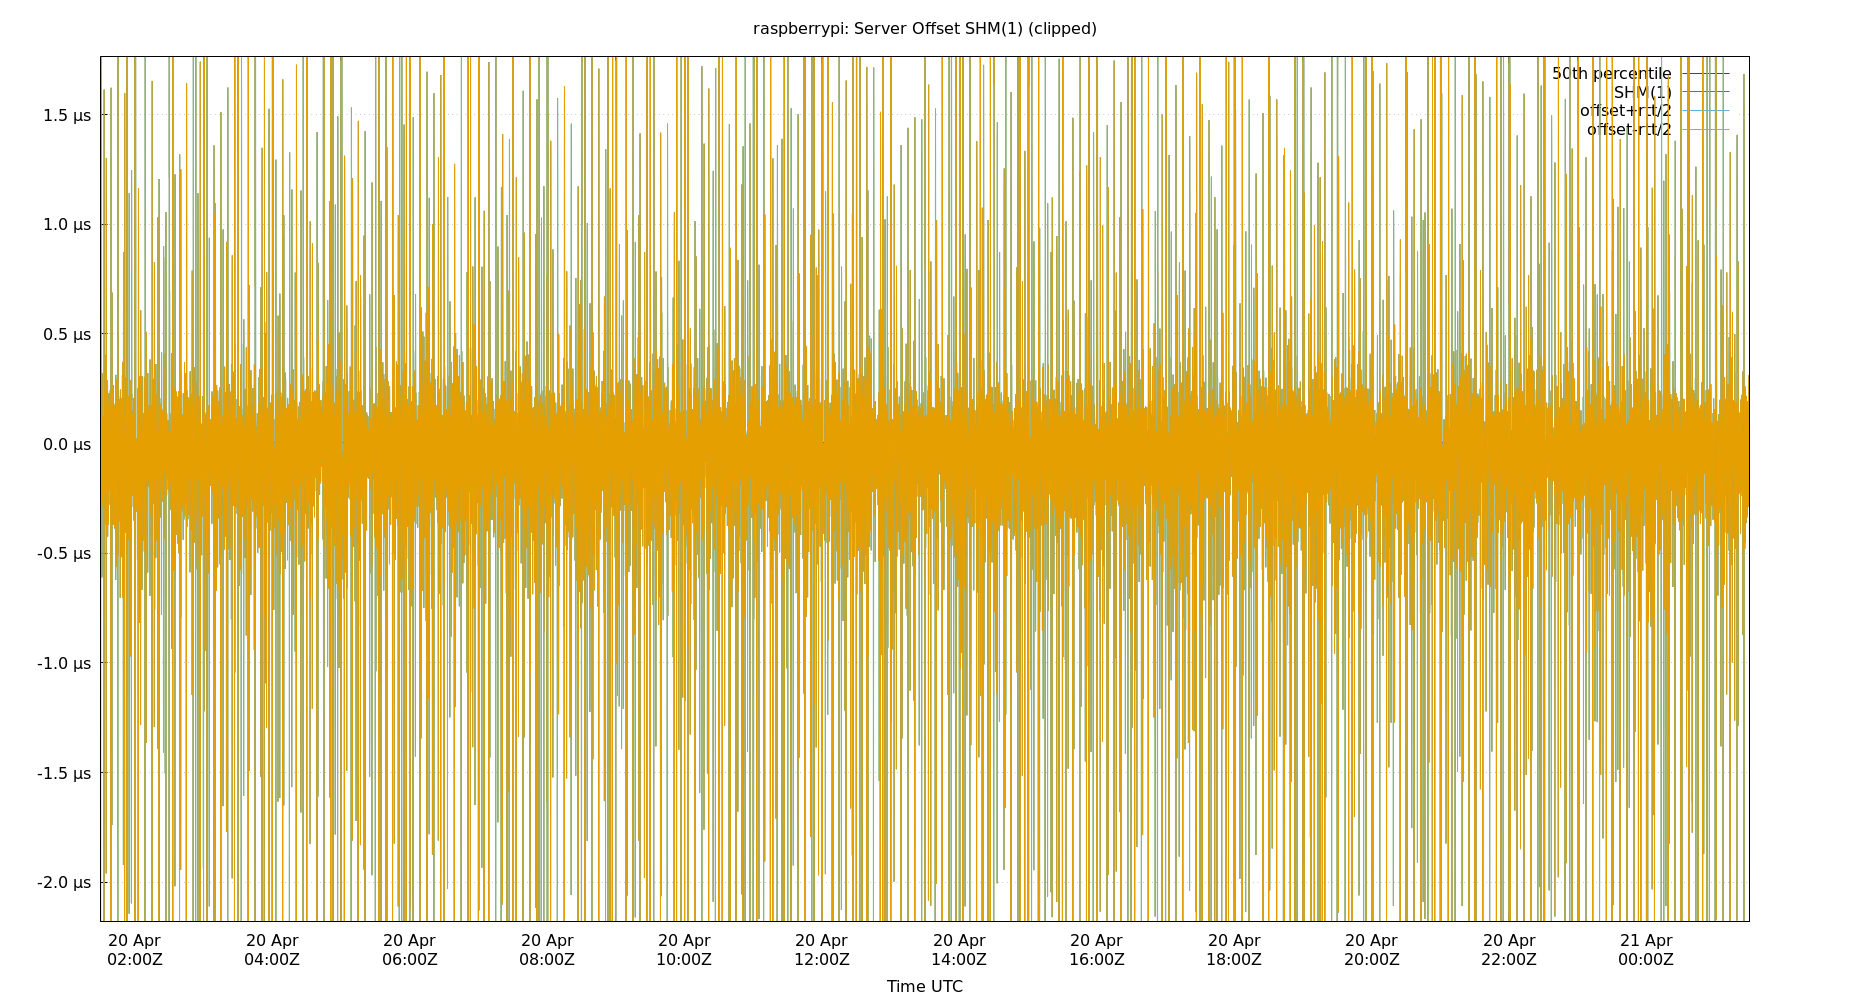 raspberrypi: Server Offset SHM(1) (clipped)
50th percentile
SHM(1)
offset+rtt/2
offset-rtt/2
1.5 µs
1.0 µs
0.5 µs
0.0 µs
-0.5 µs
-1.0 µs
-1.5 µs
-2.0 µs
20 Apr 20 Apr 20 Apr 20 Apr 20 Apr 20 Apr 20 Apr 20 Apr 20 Apr 20 Apr 20 Apr 21 Apr
02:00Z 04:00Z 06:00Z 08:00Z 10:00Z 12:00Z 14:00Z 16:00Z 18:00Z 20:00Z 22:00Z 00:00Z
Time UTC